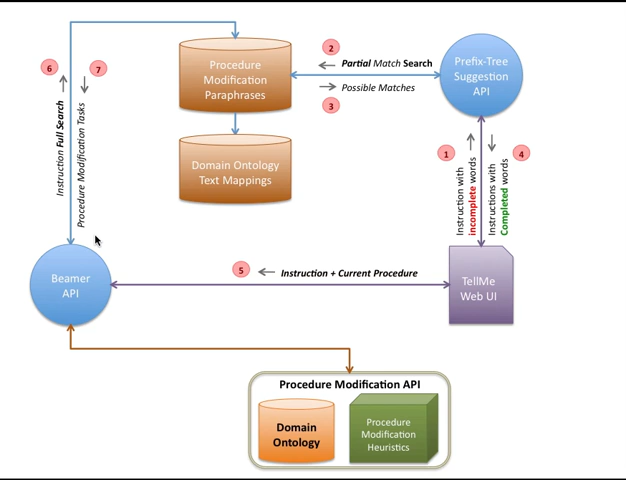 Procedure
Modification
Paraphrases
2
Partial Match Search
Possible Matches
3
Prefix-Tree
Suggestion
API
6
7
Instruction Full Search
Procedure Modification Tasks
Domain Ontology
Text Mappings
1
Instruction with
incomplete words
Instructions with
Completed words
4
Beamer
API
5
Instruction + Current Procedure
TellMe
Web UI
Procedure Modification API
Domain
Ontology
Procedure
Modification
Heuristics